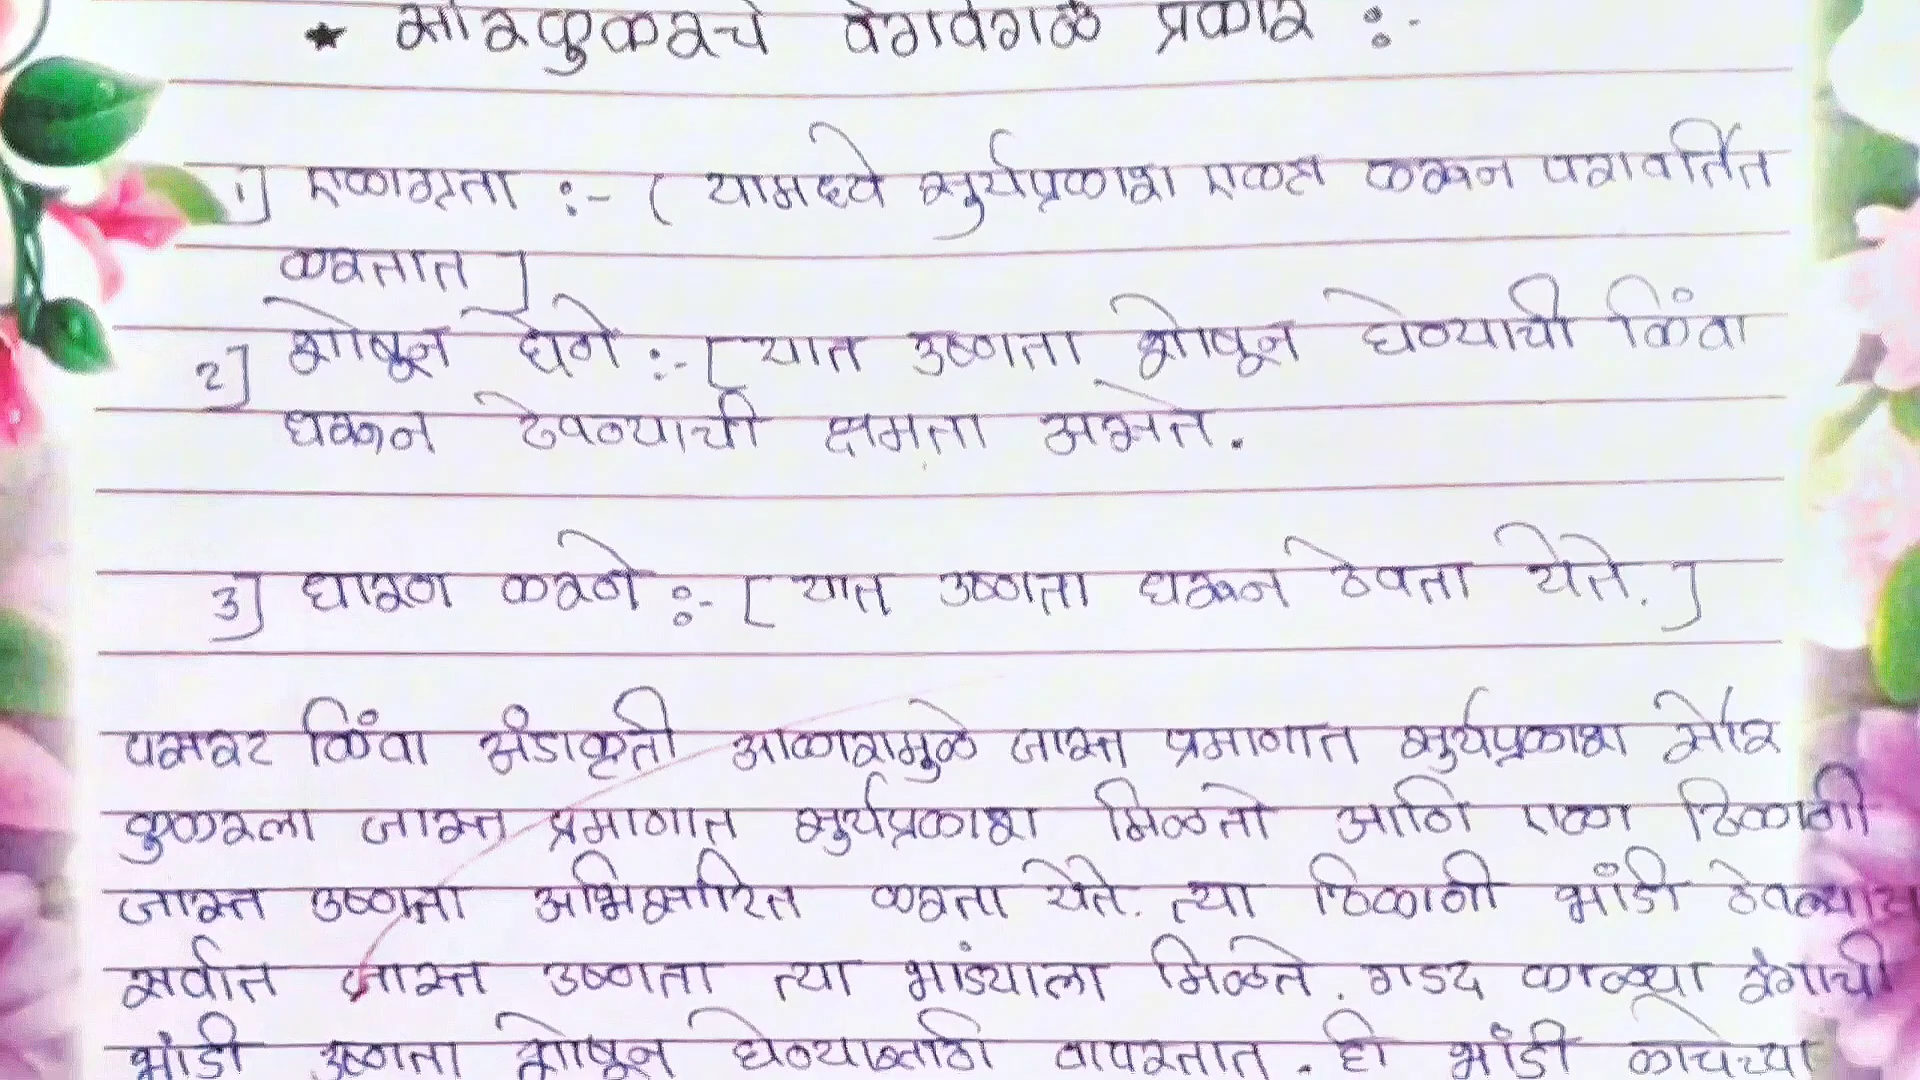 ★ सौरकुकरचे वेगवेगळे प्रकार :-
1] एकाग्रता :- ( यामध्ये सुर्यप्रकाश एकत्र करून परावर्तित
करतात ]
2] शोषून घेणे :- [ यात उष्णता शोषून घेण्याची किंवा
धरून ठेवण्याची क्षमता असते.
3] धारण करणे :- [ यात उष्णता धरून ठेवता येते. ]
पसरट किंवा अंडाकृती आकारामुळे जास्त प्रमाणात सुर्यप्रकाश सौर
कुकरला जास्त प्रमाणात सुर्यप्रकाश मिळतो आणि एका ठिकाणी
जास्त उष्णता अभिसारित करता येते. त्या ठिकाणी भांडी ठेवल्यास
सर्वात जास्त उष्णता त्या भांड्याला मिळते. गडद काळ्या रंगाची
भांडी उष्णता शोषून घेण्यासाठी वापरतात. ही भांडी काचेच्या